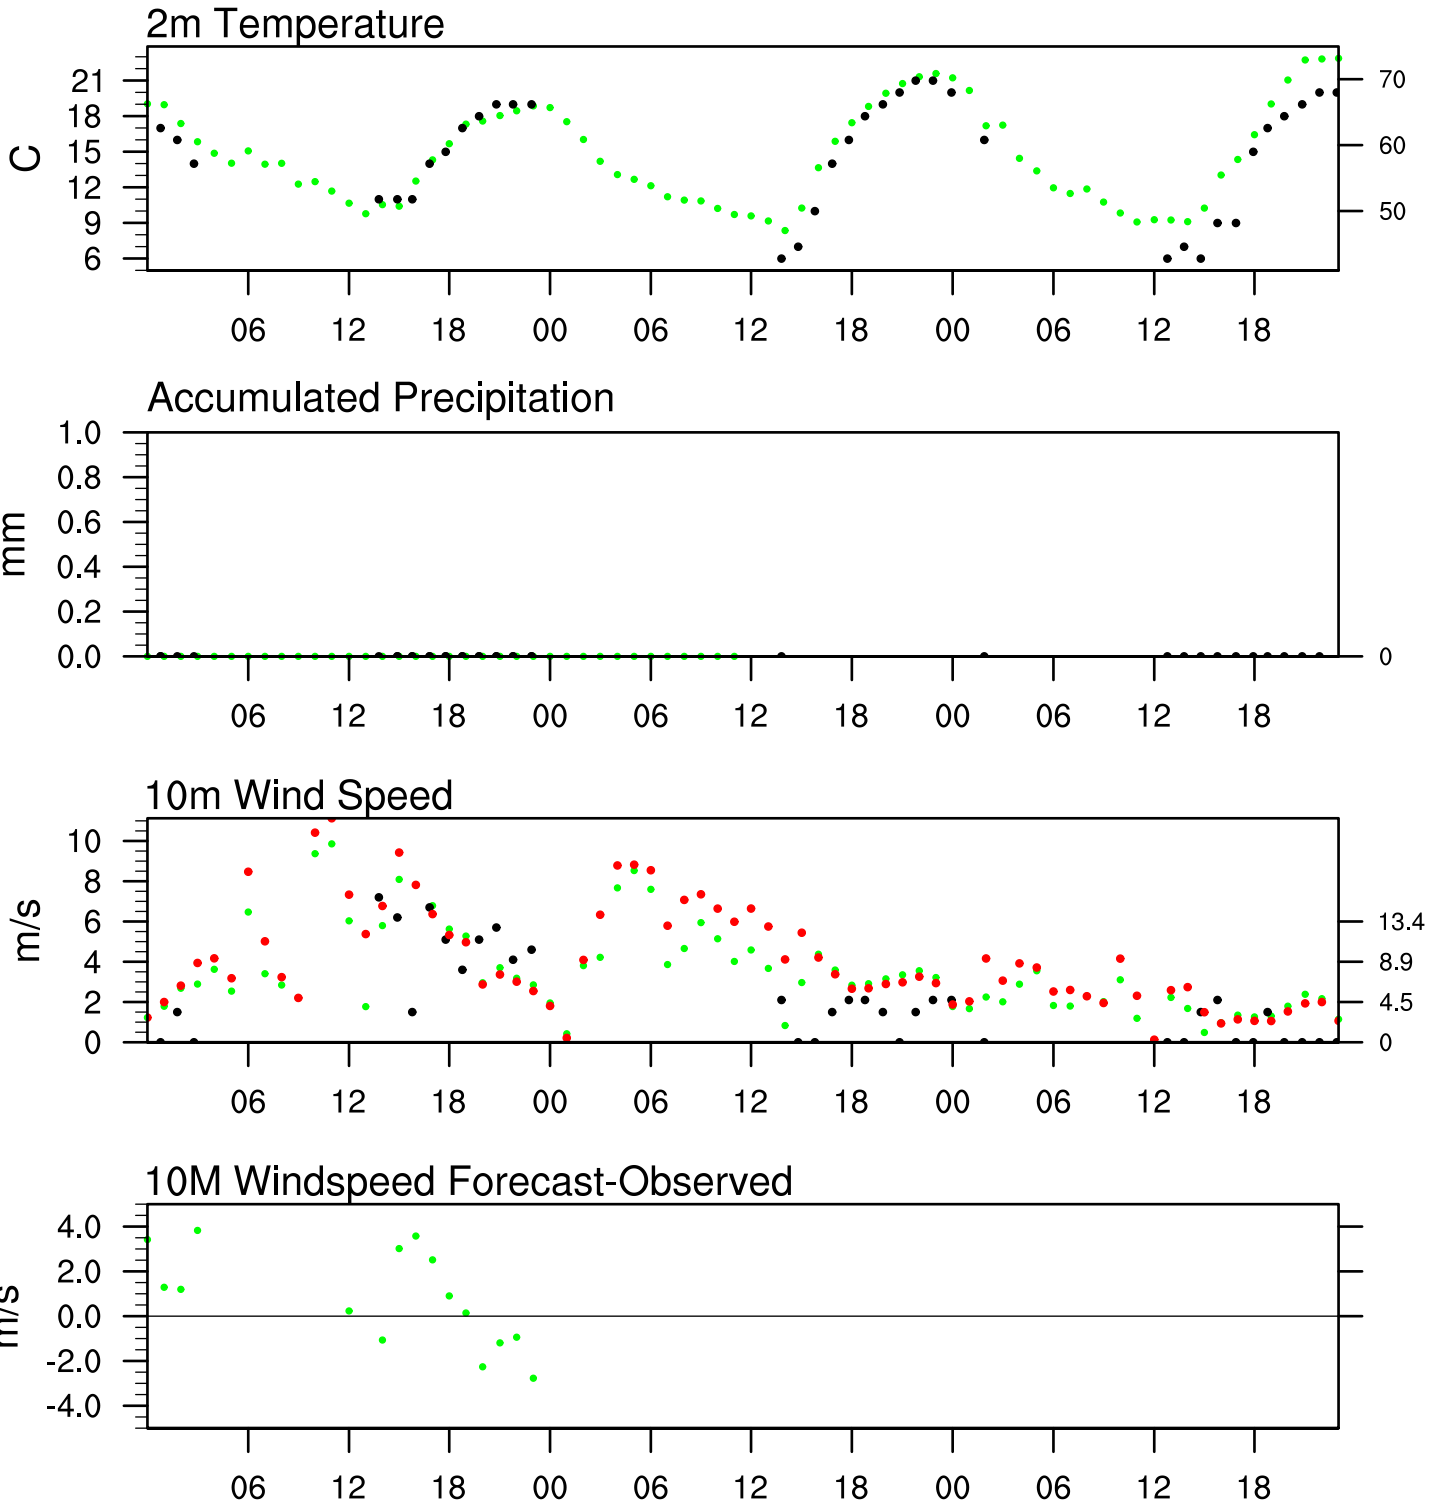 2m Temperature
21
18
15
12
9
6
C
70
60
50
06 12 18 00 06 12 18 00 06 12 18
Accumulated Precipitation
1.0
0.8
0.6
0.4
0.2
0.0
mm
0
06 12 18 00 06 12 18 00 06 12 18
10m Wind Speed
10
8
6
4
2
0
m/s
13.4
8.9
4.5
0
06 12 18 00 06 12 18 00 06 12 18
10M Windspeed Forecast-Observed
4.0
2.0
0.0
-2.0
-4.0
m/s
06 12 18 00 06 12 18 00 06 12 18